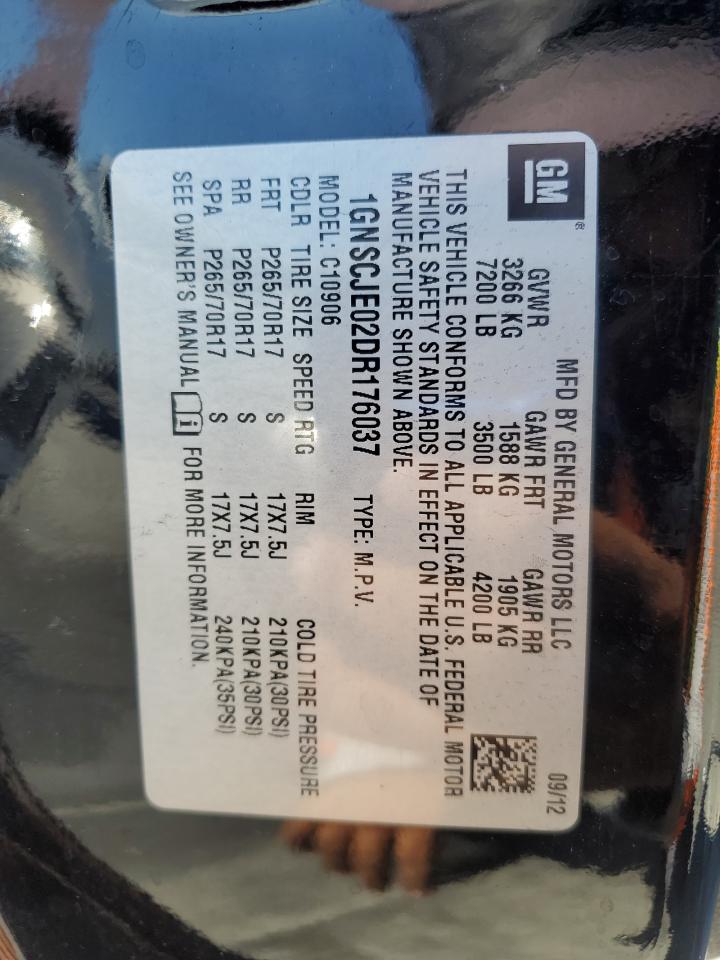 GM®
MFD BY GENERAL MOTORS LLC 09/12
GVWR GAWR FRT GAWR RR
3266 KG 1588 KG 1905 KG
7200 LB 3500 LB 4200 LB
THIS VEHICLE CONFORMS TO ALL APPLICABLE U.S. FEDERAL MOTOR
VEHICLE SAFETY STANDARDS IN EFFECT ON THE DATE OF
MANUFACTURE SHOWN ABOVE.
1GNSCJE02DR176037 TYPE: M.P.V.
MODEL: C10906
CDLR TIRE SIZE SPEED RTG RIM COLD TIRE PRESSURE
FRT P265/70R17 S 17X7.5J 210KPA(30PSI)
RR P265/70R17 S 17X7.5J 210KPA(30PSI)
SPA P265/70R17 S 17X7.5J 240KPA(35PSI)
SEE OWNER'S MANUAL i FOR MORE INFORMATION.